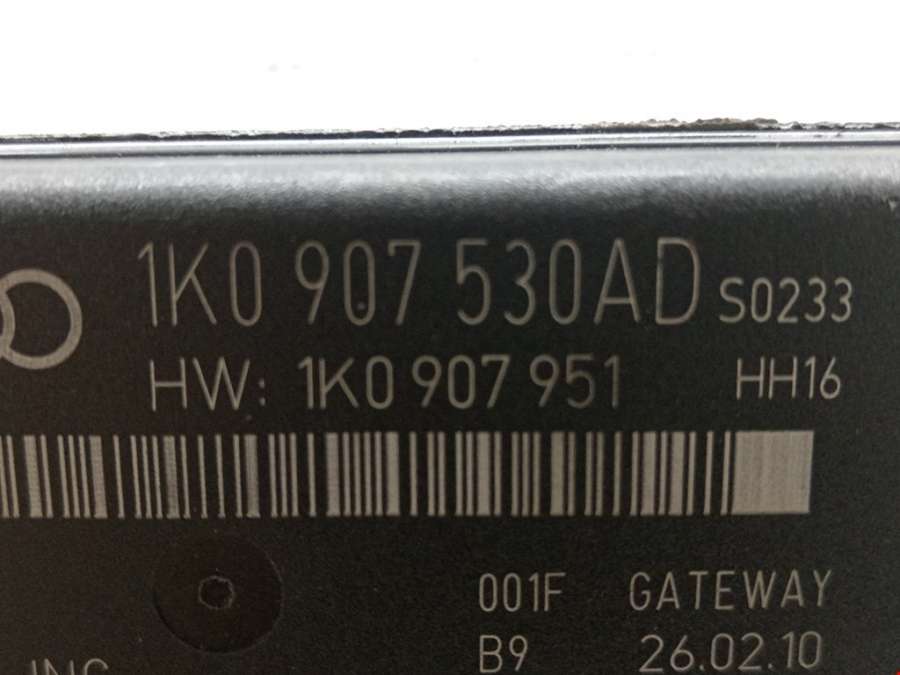 1K0 907 530AD S0233
HW: 1K0 907 951 HH16
001F GATEWAY
B9 26.02.10